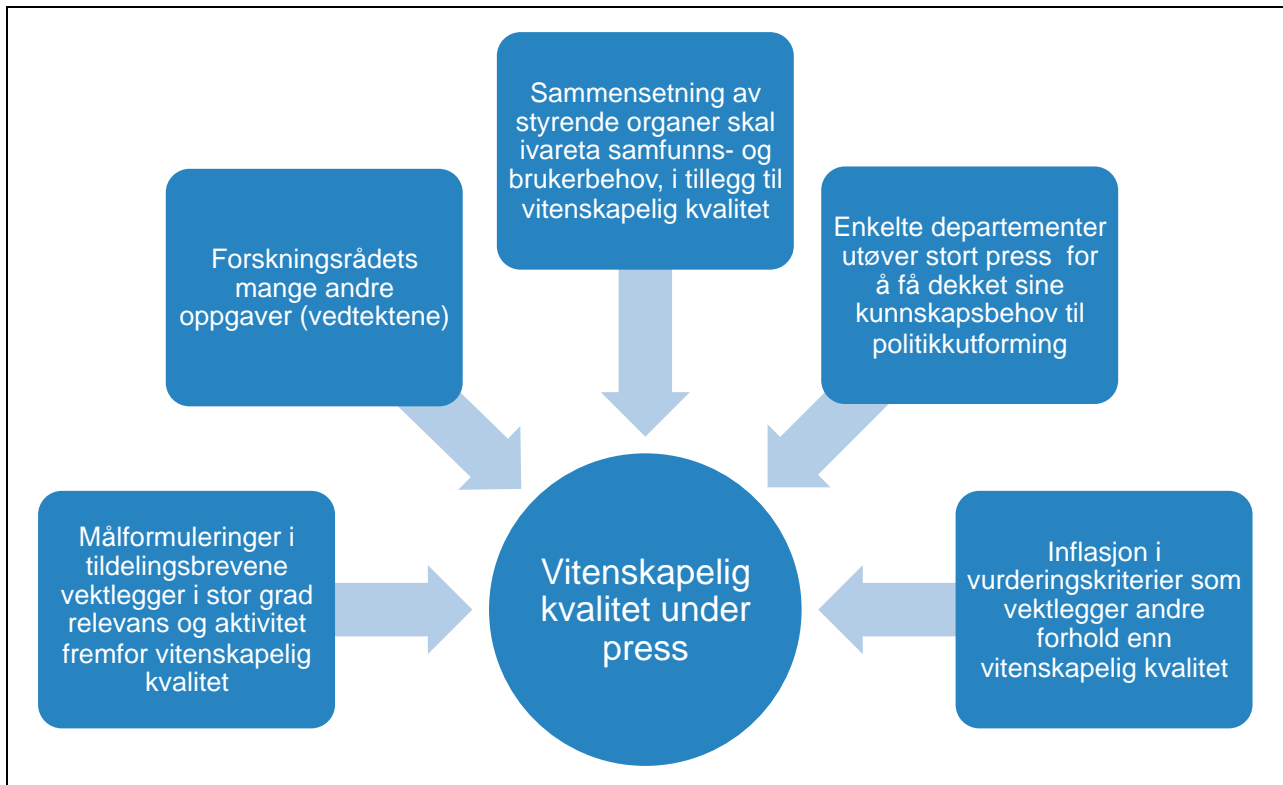 Sammensetning av
styrende organer skal
ivareta samfunns- og
brukerbehov, i tillegg til
vitenskapelig kvalitet
Forskningsrådets
mange andre
oppgaver (vedtektene)
Enkelte departementer
utøver stort press for
å få dekket sine
kunnskapsbehov til
politikkutforming
Målformuleringer i
tildelingsbrevene
vektlegger i stor grad
relevans og aktivitet
fremfor vitenskapelig
kvalitet
Vitenskapelig
kvalitet under
press
Inflasjon i
vurderingskriterier som
vektlegger andre
forhold enn
vitenskapelig kvalitet